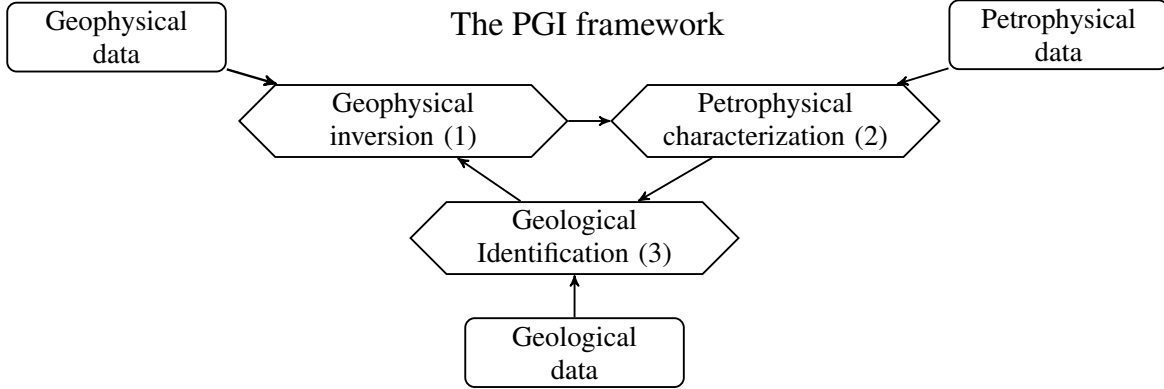 Geophysical
data
The PGI framework
Petrophysical
data
Geophysical
inversion (1)
Petrophysical
characterization (2)
Geological
Identification (3)
Geological
data